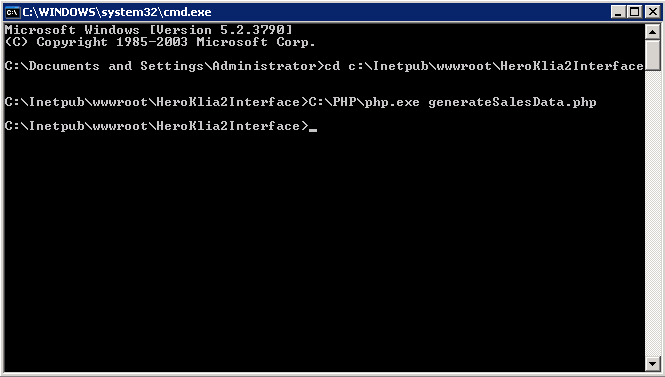 C:\WINDOWS\system32\cmd.exe
Microsoft Windows [Version 5.2.3790]
(C) Copyright 1985-2003 Microsoft Corp.
C:\Documents and Settings\Administrator>cd c:\Inetpub\wwwroot\HeroKlia2Interface
C:\Inetpub\wwwroot\HeroKlia2Interface>C:\PHP\php.exe generateSalesData.php
C:\Inetpub\wwwroot\HeroKlia2Interface>_